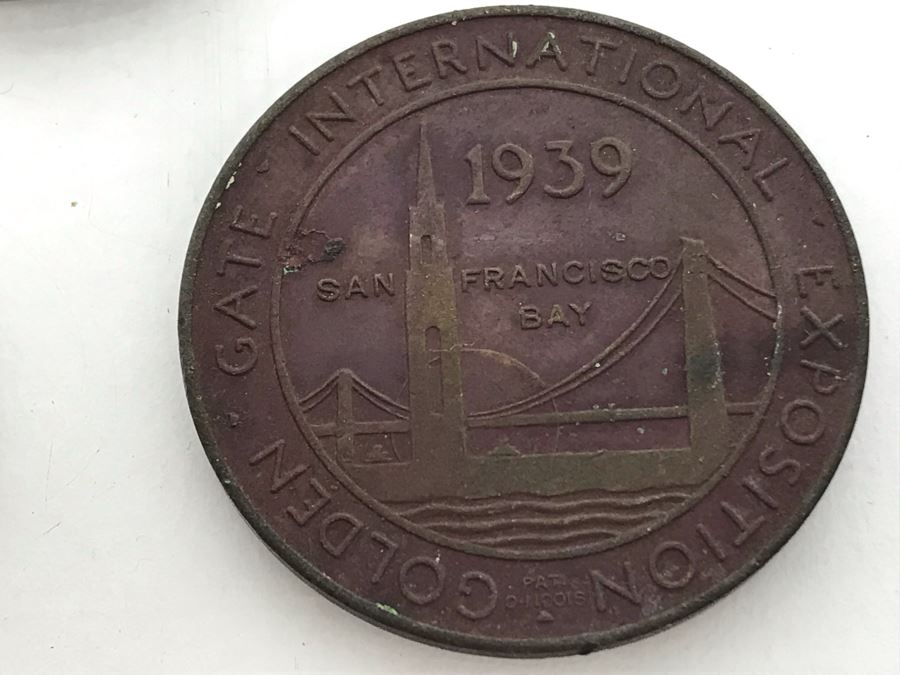 GOLDEN · GATE · INTERNATIONAL · EXPOSITION
1939
SAN FRANCISCO
BAY